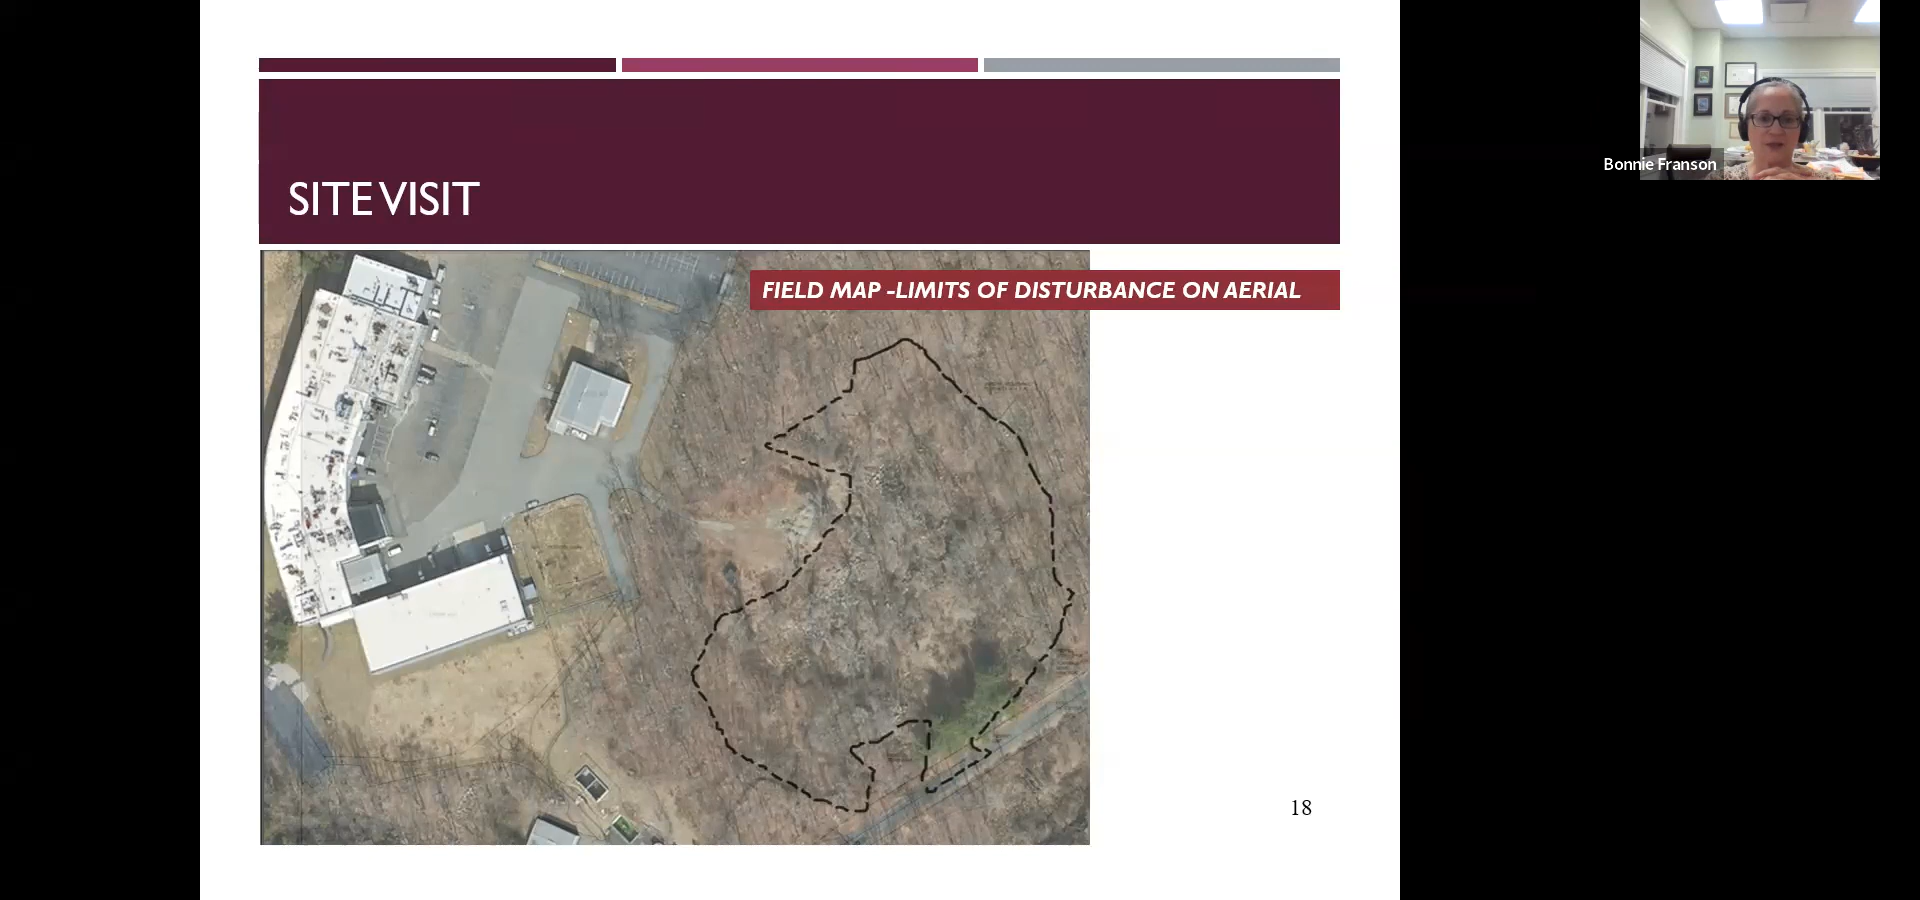 SITE VISIT
FIELD MAP -LIMITS OF DISTURBANCE ON AERIAL
18
Bonnie Franson